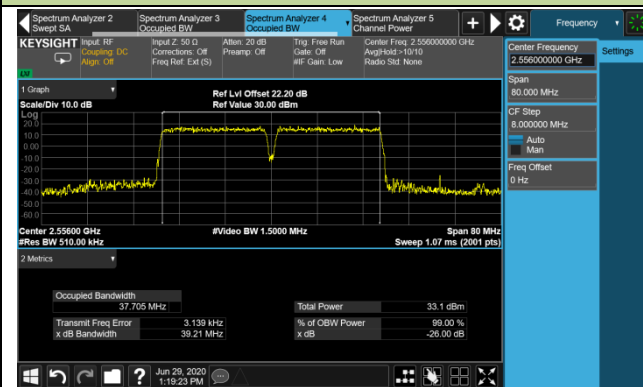 Spectrum Analyzer 2
Swept SA
Spectrum Analyzer 3
Occupied BW
Spectrum Analyzer 4
Occupied BW
Spectrum Analyzer 5
Channel Power
Frequency
KEYSIGHT
Input: RF
Coupling: DC
Align: Off
Input Z: 50 Ω
Corrections: Off
Freq Ref: Ext (S)
Atten: 20 dB
Preamp: Off
Trig: Free Run
Gate: Off
#IF Gain: Low
Center Freq: 2.556000000 GHz
Avg|Hold:>10/10
Radio Std: None
LVI
Center Frequency
2.556000000 GHz
Settings
Span
80.000 MHz
CF Step
8.000000 MHz
Auto
Man
Freq Offset
0 Hz
1 Graph
Scale/Div 10.0 dB
Ref Lvl Offset 22.20 dB
Ref Value 30.00 dBm
Log
20.0
10.0
0.00
-10.0
-20.0
-30.0
-40.0
-50.0
-60.0
Center 2.55600 GHz
#Video BW 1.5000 MHz
Span 80 MHz
#Res BW 510.00 kHz
Sweep 1.07 ms (2001 pts)
2 Metrics
Occupied Bandwidth
37.705 MHz
Total Power 33.1 dBm
Transmit Freq Error 3.139 kHz
% of OBW Power 99.00 %
x dB Bandwidth 39.21 MHz
x dB -26.00 dB
?
Jun 29, 2020
1:19:23 PM